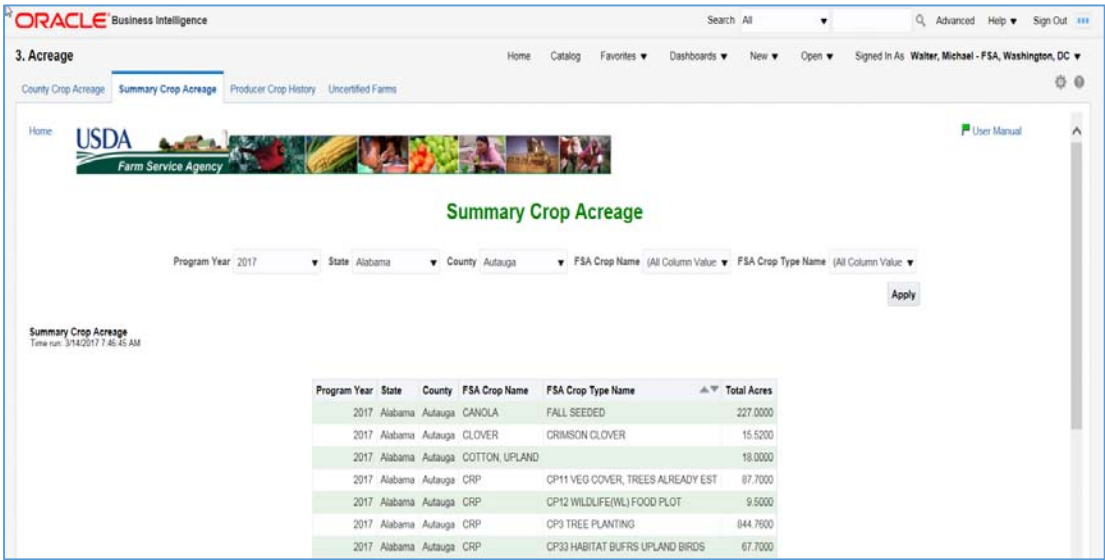 ORACLE Business Intelligence Search All Advanced Help Sign Out
3. Acreage Home Catalog Favorites Dashboards New Open Signed In As Walter, Michael - FSA, Washington, DC
County Crop Acreage Summary Crop Acreage Producer Crop History Uncertified Farms
Home USDA User Manual
Farm Service Agency
Summary Crop Acreage
Program Year 2017 State Alabama County Autauga FSA Crop Name (All Column Value FSA Crop Type Name (All Column Value
Apply
Summary Crop Acreage
Time run: 3/14/2017 7:46:45 AM
Program Year State County FSA Crop Name FSA Crop Type Name Total Acres
2017 Alabama Autauga CANOLA FALL SEEDED 227.0000
2017 Alabama Autauga CLOVER CRIMSON CLOVER 15.5200
2017 Alabama Autauga COTTON, UPLAND 18.0000
2017 Alabama Autauga CRP CP11 VEG COVER, TREES ALREADY EST 87.7000
2017 Alabama Autauga CRP CP12 WILDLIFE(WL) FOOD PLOT 9.5000
2017 Alabama Autauga CRP CP3 TREE PLANTING 844.7600
2017 Alabama Autauga CRP CP33 HABITAT BUFRS UPLAND BIRDS 67.7000